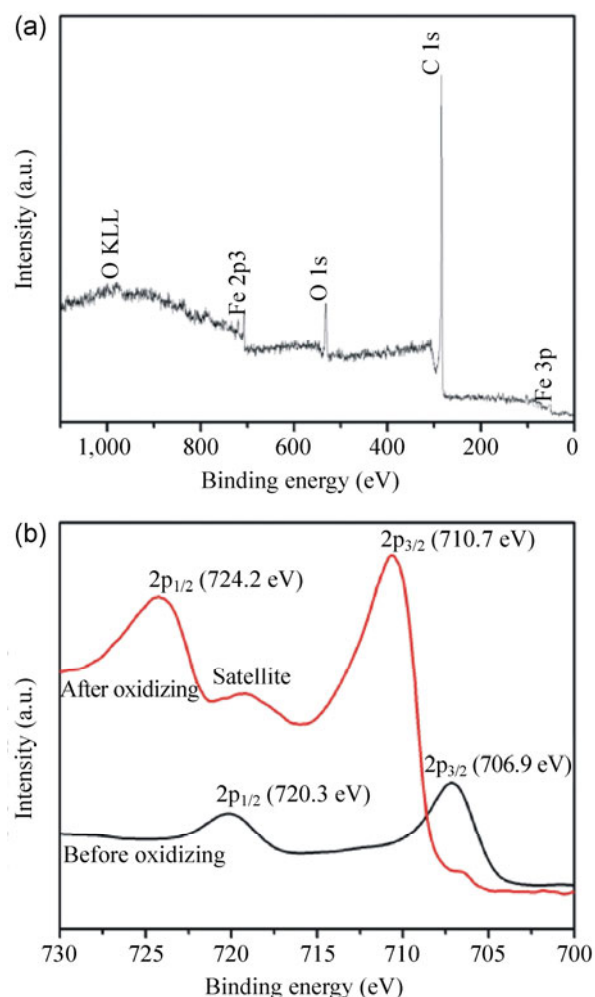 (a)
C 1s
O KLL
Fe 2p3
O 1s
Fe 3p
Intensity (a.u.)
1,000 800 600 400 200 0
Binding energy (eV)
(b)
2p3/2 (710.7 eV)
2p1/2 (724.2 eV)
Satellite
After oxidizing
2p3/2 (706.9 eV)
2p1/2 (720.3 eV)
Before oxidizing
Intensity (a.u.)
730 725 720 715 710 705 700
Binding energy (eV)